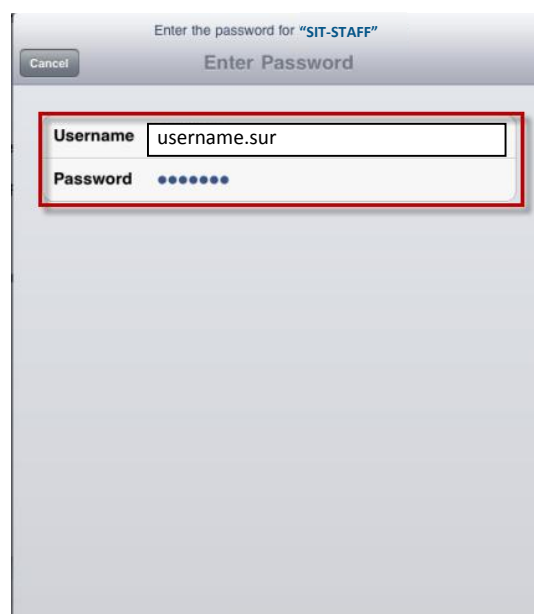 Enter the password for “SIT-STAFF”
Cancel Enter Password
Username username.sur
Password •••••••